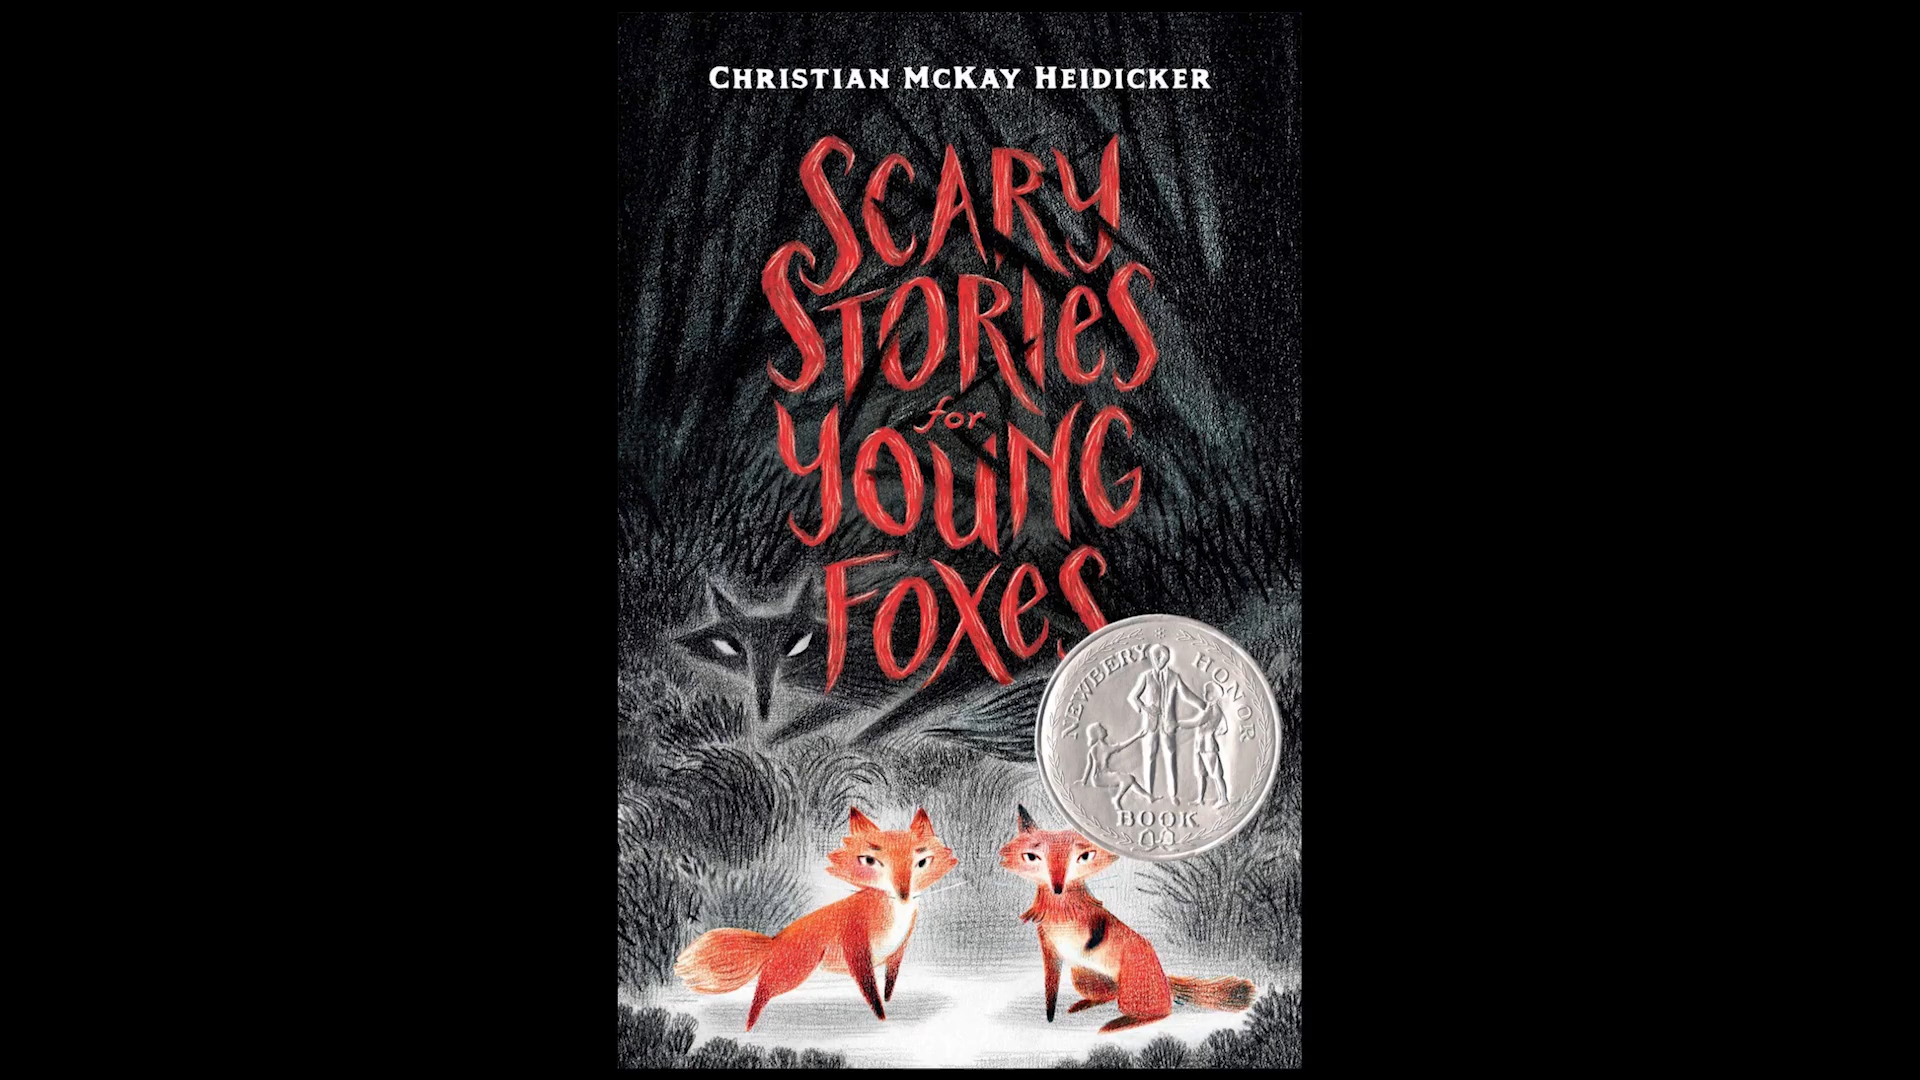 CHRISTIAN MCKAY HEIDICKER
SCARY
STORIES
for
YOUNG
FOXES
NEWBERY HONOR
BOOK